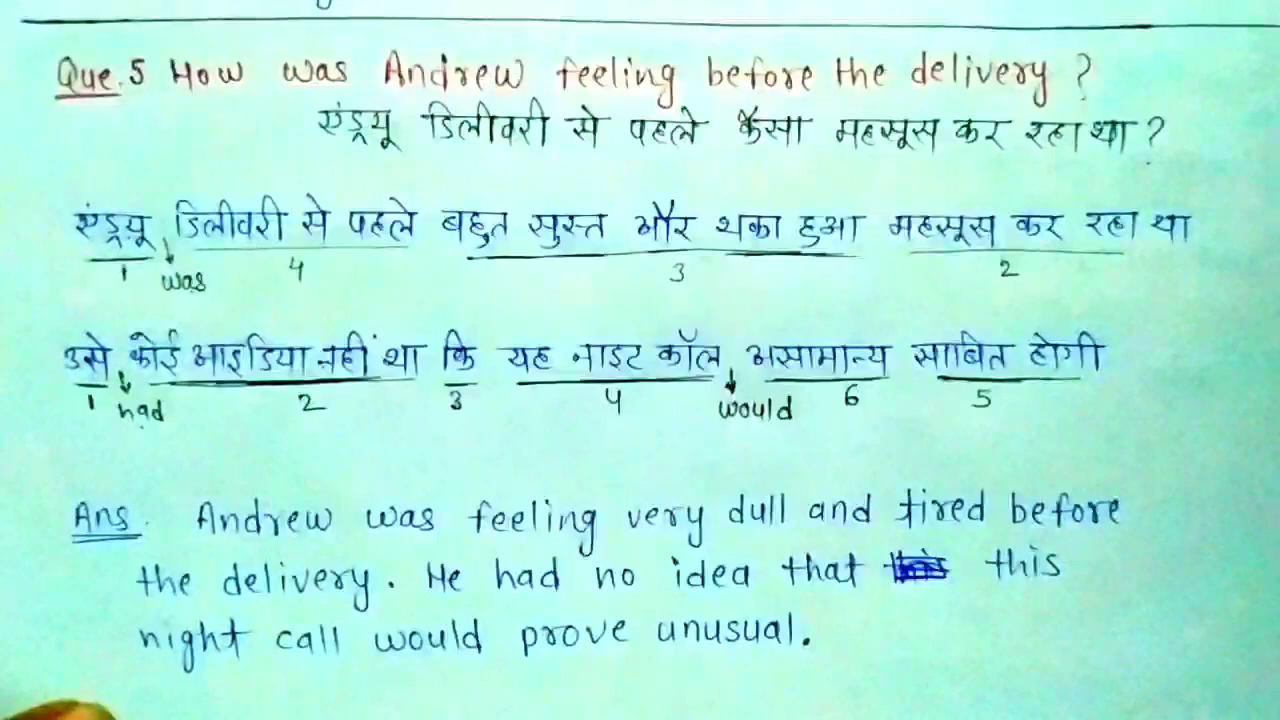 Que. 5 How was Andrew feeling before the delivery ?
एंड्रयू डिलीवरी से पहले कैसा महसूस कर रहा था ?
एंड्रयू डिलीवरी से पहले बहुत सुस्त और थका हुआ महसूस कर रहा था
1 was 4 3 2
उसे कोई आइडिया नहीं था कि यह नाइट कॉल असामान्य साबित होगी
1 had 2 3 4 would 6 5
Ans. Andrew was feeling very dull and tired before
the delivery. He had no idea that this
night call would prove unusual.